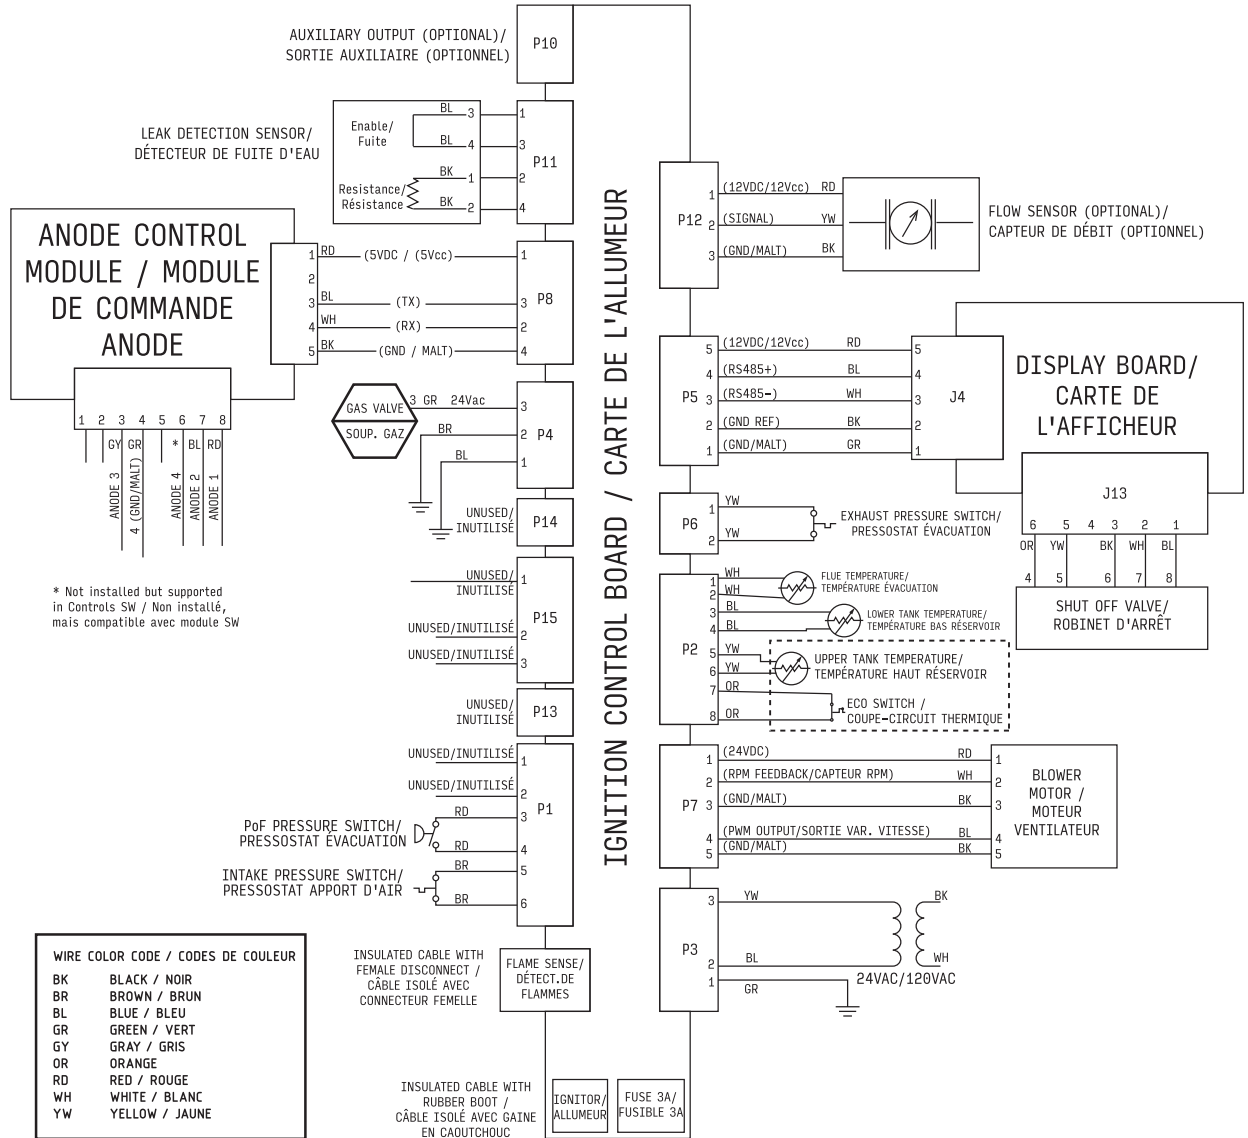 AUXILIARY OUTPUT (OPTIONAL)/
SORTIE AUXILIAIRE (OPTIONNEL)
P10
LEAK DETECTION SENSOR/
DÉTECTEUR DE FUITE D'EAU
Enable/
Fuite
Resistance/
Résistance
BL 3 1
BL 4 3
BK 1 2
BK 2 4
P11
ANODE CONTROL
MODULE / MODULE
DE COMMANDE
ANODE
1 RD (5VDC / (5Vcc) 1
2
3 BL (TX) 3
4 WH (RX) 2
5 BK (GND / MALT) 4
P8
1 2 3 4 5 6 7 8
GY GR * BL RD
ANODE 3
4 (GND/MALT)
ANODE 4
ANODE 2
ANODE 1
* Not installed but supported
in Controls SW / Non installé,
mais compatible avec module SW
GAS VALVE
SOUP. GAZ
3 GR 24Vac 3
BR 2
BL 1
P4
UNUSED/
INUTILISÉ
P14
UNUSED/
INUTILISÉ
1
UNUSED/INUTILISÉ 2
UNUSED/INUTILISÉ 3
P15
UNUSED/
INUTILISÉ
P13
UNUSED/INUTILISÉ 1
UNUSED/INUTILISÉ 2
P1
PoF PRESSURE SWITCH/
PRESSOSTAT ÉVACUATION
RD 3
RD 4
INTAKE PRESSURE SWITCH/
PRESSOSTAT APPORT D'AIR
BR 5
BR 6
INSULATED CABLE WITH
FEMALE DISCONNECT /
CÂBLE ISOLÉ AVEC
CONNECTEUR FEMELLE
FLAME SENSE/
DÉTECT.DE
FLAMMES
INSULATED CABLE WITH
RUBBER BOOT /
CÂBLE ISOLÉ AVEC GAINE
EN CAOUTCHOUC
IGNITOR/
ALLUMEUR
FUSE 3A/
FUSIBLE 3A
WIRE COLOR CODE / CODES DE COULEUR
BK BLACK / NOIR
BR BROWN / BRUN
BL BLUE / BLEU
GR GREEN / VERT
GY GRAY / GRIS
OR ORANGE
RD RED / ROUGE
WH WHITE / BLANC
YW YELLOW / JAUNE
IGNITION CONTROL BOARD / CARTE DE L'ALLUMEUR
P12
1 (12VDC/12Vcc) RD
2 (SIGNAL) YW
3 (GND/MALT) BK
FLOW SENSOR (OPTIONAL)/
CAPTEUR DE DÉBIT (OPTIONNEL)
P5
5 (12VDC/12Vcc) RD 5
4 (RS485+) BL 4
3 (RS485-) WH 3
2 (GND REF) BK 2
1 (GND/MALT) GR 1
J4
DISPLAY BOARD/
CARTE DE
L'AFFICHEUR
J13
6 5 4 3 2 1
OR YW BK WH BL
4 5 6 7 8
SHUT OFF VALVE/
ROBINET D'ARRÊT
P6
1 YW
2 YW
EXHAUST PRESSURE SWITCH/
PRESSOSTAT ÉVACUATION
P2
1 WH
2 WH
FLUE TEMPERATURE/
TEMPÉRATURE ÉVACUATION
3 BL
4 BL
LOWER TANK TEMPERATURE/
TEMPÉRATURE BAS RÉSERVOIR
5 YW
6 YW
UPPER TANK TEMPERATURE/
TEMPÉRATURE HAUT RÉSERVOIR
7 OR
8 OR
ECO SWITCH /
COUPE-CIRCUIT THERMIQUE
P7
1 (24VDC) RD 1
2 (RPM FEEDBACK/CAPTEUR RPM) WH 2
3 (GND/MALT) BK 3
4 (PWM OUTPUT/SORTIE VAR. VITESSE) BL 4
5 (GND/MALT) BK 5
BLOWER
MOTOR /
MOTEUR
VENTILATEUR
P3
3 YW BK
2 BL WH
1 GR
24VAC/120VAC